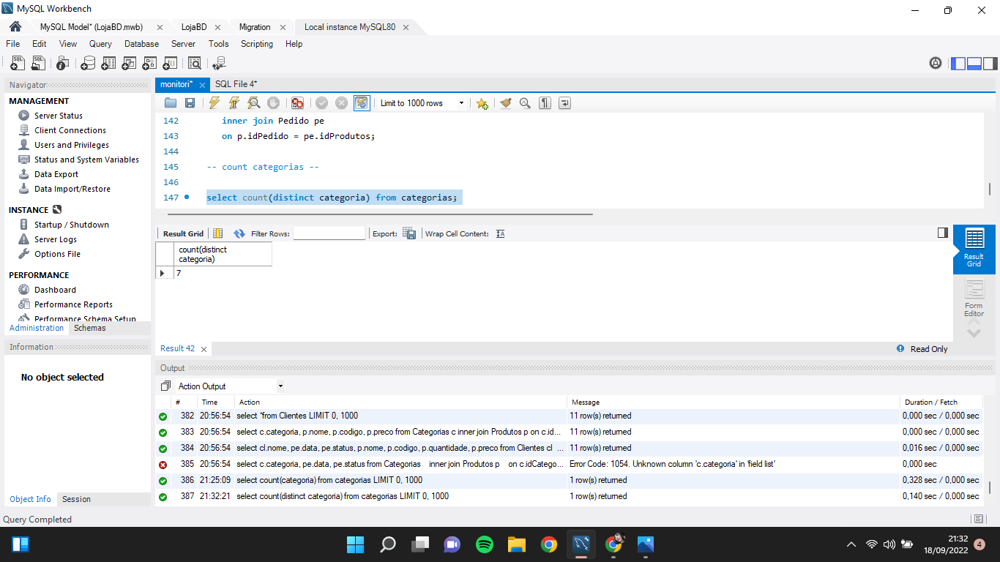 MySQL Workbench
MySQL Model* (LojaBD.mwb)
LojaBD
Migration
Local instance MySQL80
File Edit View Query Database Server Tools Scripting Help
Navigator
MANAGEMENT
Server Status
Client Connections
Users and Privileges
Status and System Variables
Data Export
Data Import/Restore
INSTANCE
Startup / Shutdown
Server Logs
Options File
PERFORMANCE
Dashboard
Performance Reports
Performance Schema Setup
Administration Schemas
Information
No object selected
Object Info Session
monitori* SQL File 4*
Limit to 1000 rows
142 inner join Pedido pe
143 on p.idPedido = pe.idProdutos;
144
145 -- count categorias --
146
147 select count(distinct categoria) from categorias;
Result Grid Filter Rows: Export: Wrap Cell Content:
count(distinct
categoria)
7
Result
Grid
Form
Editor
Result 42 Read Only
Output
Action Output
# Time Action Message Duration / Fetch
382 20:56:54 select *from Clientes LIMIT 0, 1000 11 row(s) returned 0,000 sec / 0,000 sec
383 20:56:54 select c.categoria, p.nome, p.codigo, p.preco from Categorias c inner join Produtos p on c.id... 11 row(s) returned 0,000 sec / 0,000 sec
384 20:56:54 select cl.nome, pe.data, pe.status, p.nome, p.codigo, p.quantidade, p.preco from Clientes cl ... 11 row(s) returned 0,016 sec / 0,000 sec
385 20:56:54 select c.categoria, pe.data, pe.status from Categorias inner join Produtos p on c.idCatego... Error Code: 1054. Unknown column 'c.categoria' in 'field list' 0,000 sec
386 21:25:09 select count(categoria) from categorias LIMIT 0, 1000 1 row(s) returned 0,328 sec / 0,000 sec
387 21:32:21 select count(distinct categoria) from categorias LIMIT 0, 1000 1 row(s) returned 0,140 sec / 0,000 sec
Query Completed
21:32
18/09/2022
4